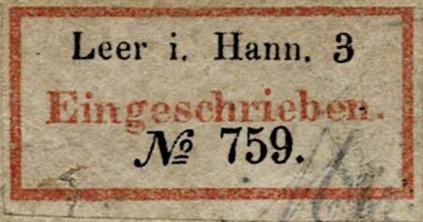 Leer i. Hann. 3
Eingeschrieben.
№ 759.